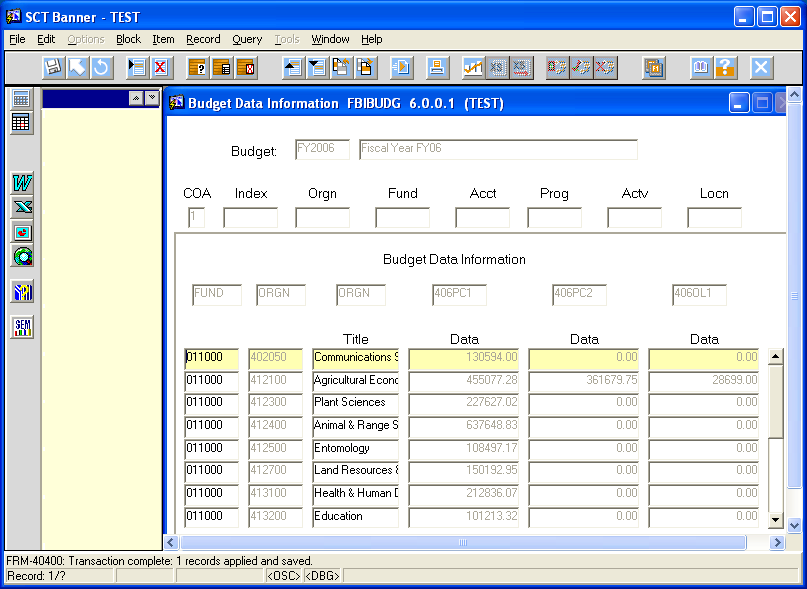 SCT Banner - TEST
File Edit Options Block Item Record Query Tools Window Help
Budget Data Information FBIBUDG 6.0.0.1 (TEST)
Budget: FY2006 Fiscal Year FY06
COA Index Orgn Fund Acct Prog Actv Locn
1
Budget Data Information
FUND ORGN ORGN 406PC1 406PC2 406OL1
Title Data Data Data
011000 402050 Communications S 130594.00 0.00 0.00
011000 412100 Agricultural Econo 455077.28 361679.75 28699.00
011000 412300 Plant Sciences 227627.02 0.00 0.00
011000 412400 Animal & Range S 637648.83 0.00 0.00
011000 412500 Entomology 108497.17 0.00 0.00
011000 412700 Land Resources & 150192.95 0.00 0.00
011000 413100 Health & Human D 212836.07 0.00 0.00
011000 413200 Education 101213.32 0.00 0.00
SEM
FRM-40400: Transaction complete: 1 records applied and saved.
Record: 1/? <OSC> <DBG>